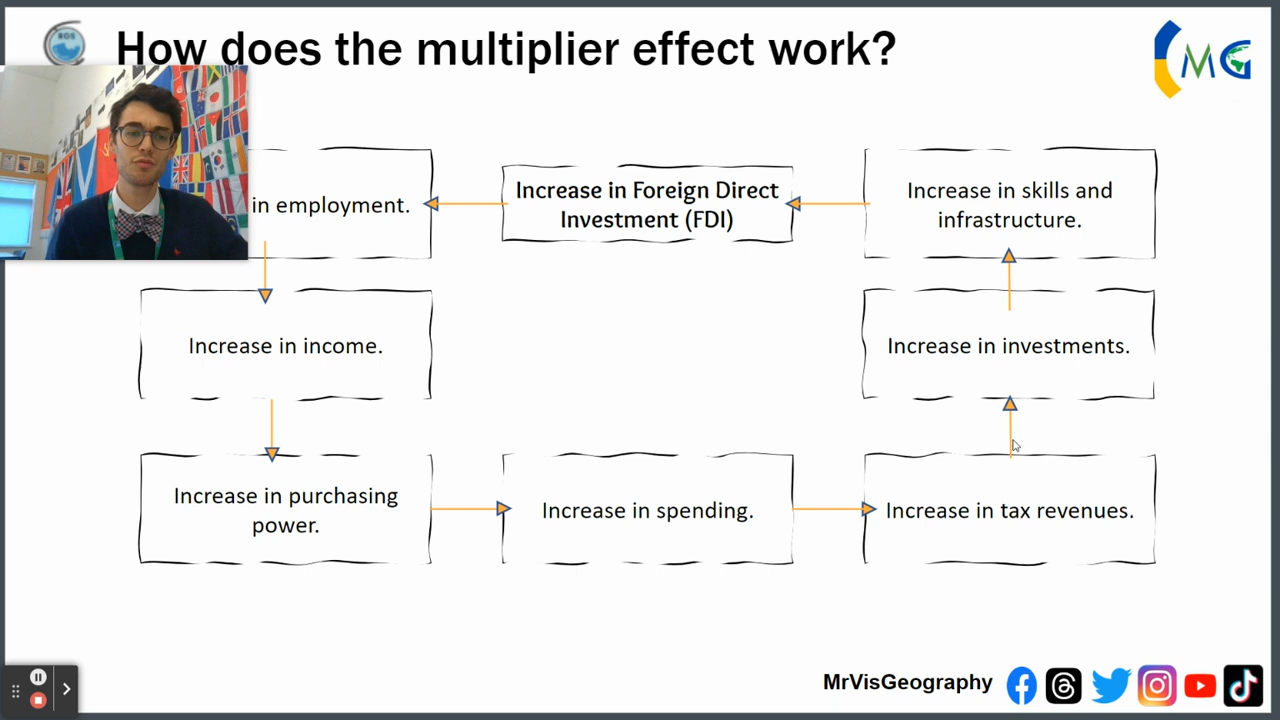 How does the multiplier effect work?
MG
in employment.
Increase in Foreign Direct
Investment (FDI)
Increase in skills and
infrastructure.
Increase in income.
Increase in investments.
Increase in purchasing
power.
Increase in spending.
Increase in tax revenues.
MrVisGeography